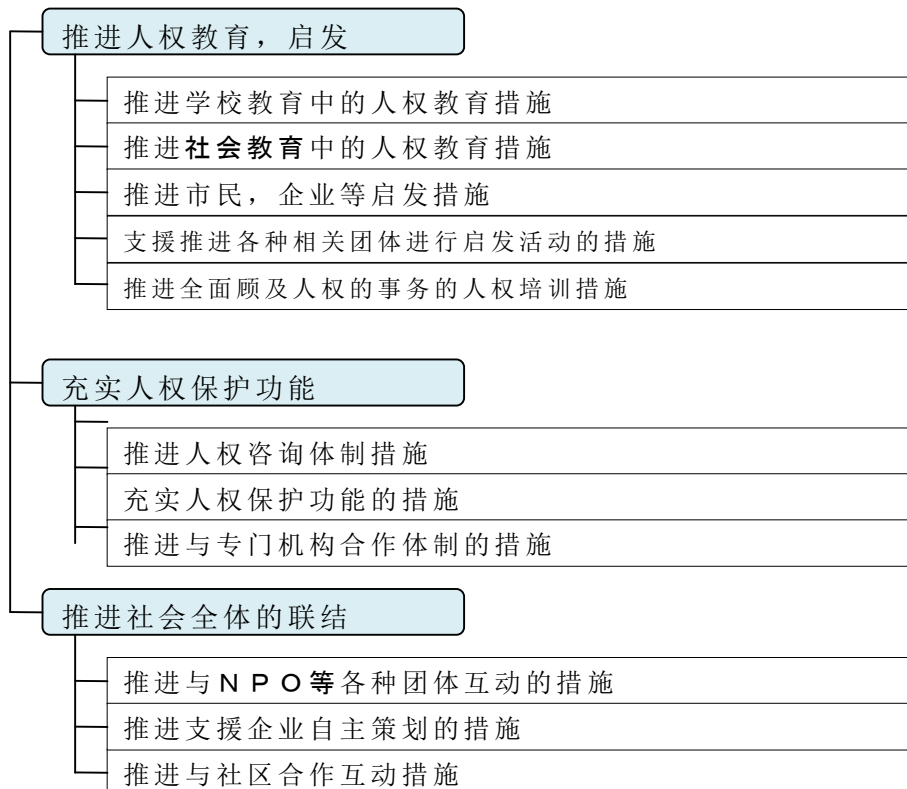 推进人权教育，启发
推进学校教育中的人权教育措施
推进社会教育中的人权教育措施
推进市民，企业等启发措施
支援推进各种相关团体进行启发活动的措施
推进全面顾及人权的事务的人权培训措施
充实人权保护功能
推进人权咨询体制措施
充实人权保护功能的措施
推进与专门机构合作体制的措施
推进社会全体的联结
推进与ＮＰＯ等各种团体互动的措施
推进支援企业自主策划的措施
推进与社区合作互动措施